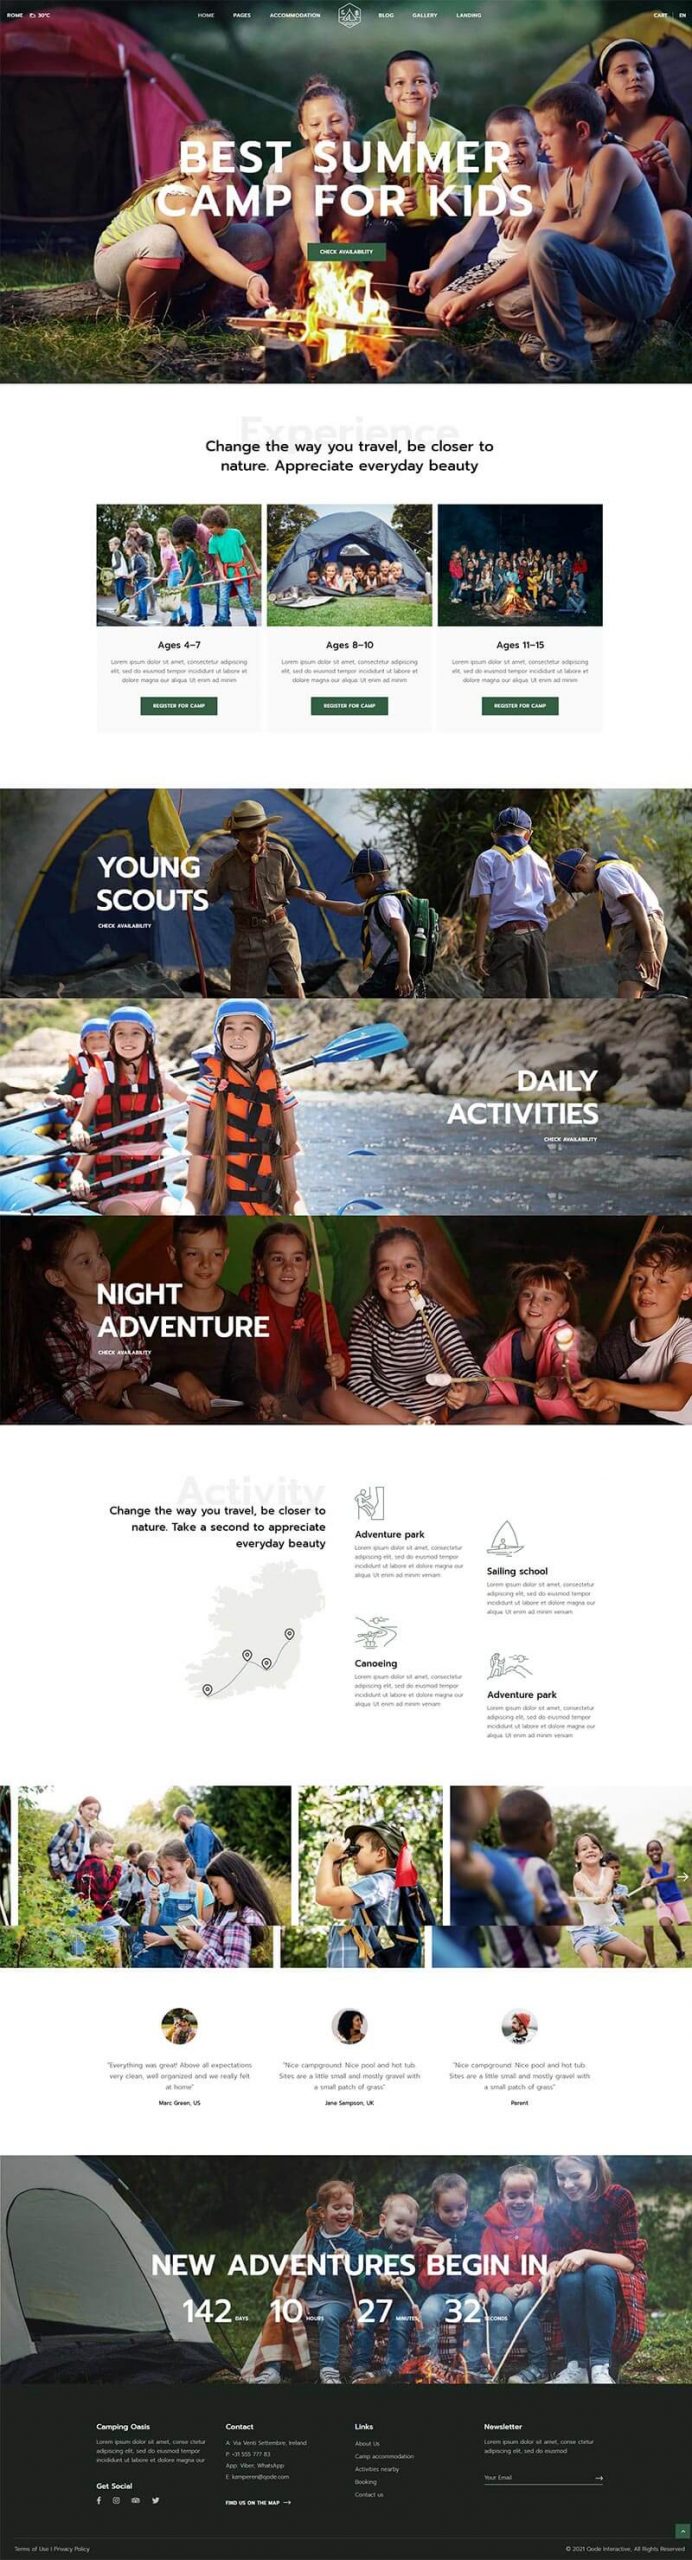 ROME 30°C
HOME PAGES ACCOMMODATION BLOG GALLERY LANDING
CART EN
BEST SUMMER
CAMP FOR KIDS
CHECK AVAILABILITY
Experience
Change the way you travel, be closer to
nature. Appreciate everyday beauty
Ages 4–7
Lorem ipsum dolor sit amet, consectetur adipiscing
elit, sed do eiusmod tempor incididunt ut labore et
dolore magna our aliqua. Ut enim ad minim
REGISTER FOR CAMP
Ages 8–10
Lorem ipsum dolor sit amet, consectetur adipiscing
elit, sed do eiusmod tempor incididunt ut labore et
dolore magna our aliqua. Ut enim ad minim
REGISTER FOR CAMP
Ages 11–15
Lorem ipsum dolor sit amet, consectetur adipiscing
elit, sed do eiusmod tempor incididunt ut labore et
dolore magna our aliqua. Ut enim ad minim
REGISTER FOR CAMP
YOUNG
SCOUTS
CHECK AVAILABILITY
DAILY
ACTIVITIES
CHECK AVAILABILITY
NIGHT
ADVENTURE
CHECK AVAILABILITY
Activity
Change the way you travel, be closer to
nature. Take a second to appreciate
everyday beauty
Adventure park
Lorem ipsum dolor sit amet, consectetur
adipiscing elit, sed do eiusmod tempor
incididunt ut labore et dolore magna our
aliqua. Ut enim ad minim veniam
Sailing school
Lorem ipsum dolor sit amet, consectetur
adipiscing elit, sed do eiusmod tempor
incididunt ut labore et dolore magna our
aliqua. Ut enim ad minim veniam
Canoeing
Lorem ipsum dolor sit amet, consectetur
adipiscing elit, sed do eiusmod tempor
incididunt ut labore et dolore magna our
aliqua. Ut enim ad minim veniam
Adventure park
Lorem ipsum dolor sit amet, consectetur
adipiscing elit, sed do eiusmod tempor
incididunt ut labore et dolore magna our
aliqua. Ut enim ad minim veniam
"Everything was great! Above all expectations
very clean, well organized and we really felt
at home"
Marc Green, US
"Nice campground. Nice pool and hot tub.
Sites are a little small and mostly gravel with
a small patch of grass"
Jane Sampson, UK
"Nice campground. Nice pool and hot tub.
Sites are a little small and mostly gravel with
a small patch of grass"
Parent
NEW ADVENTURES BEGIN IN
142 DAYS 10 HOURS 27 MINUTES 32 SECONDS
Camping Oasis
Lorem ipsum dolor sit amet, conse ctetur
adipiscing elit, sed do eiusmod tempor
incididunt ut labore et dolore magna our
Get Social
Contact
A: Via Venti Settembre, Ireland
P: +31 555 777 83
App: Viber, WhatsApp
E: kamperen@qode.com
FIND US ON THE MAP
Links
About Us
Camp accommodation
Activities nearby
Booking
Contact us
Newsletter
Lorem ipsum dolor sit amet, conse ctetur
adipiscing elit, sed do eiusmod
Your Email
Terms of Use | Privacy Policy
© 2021 Qode Interactive, All Rights Reserved